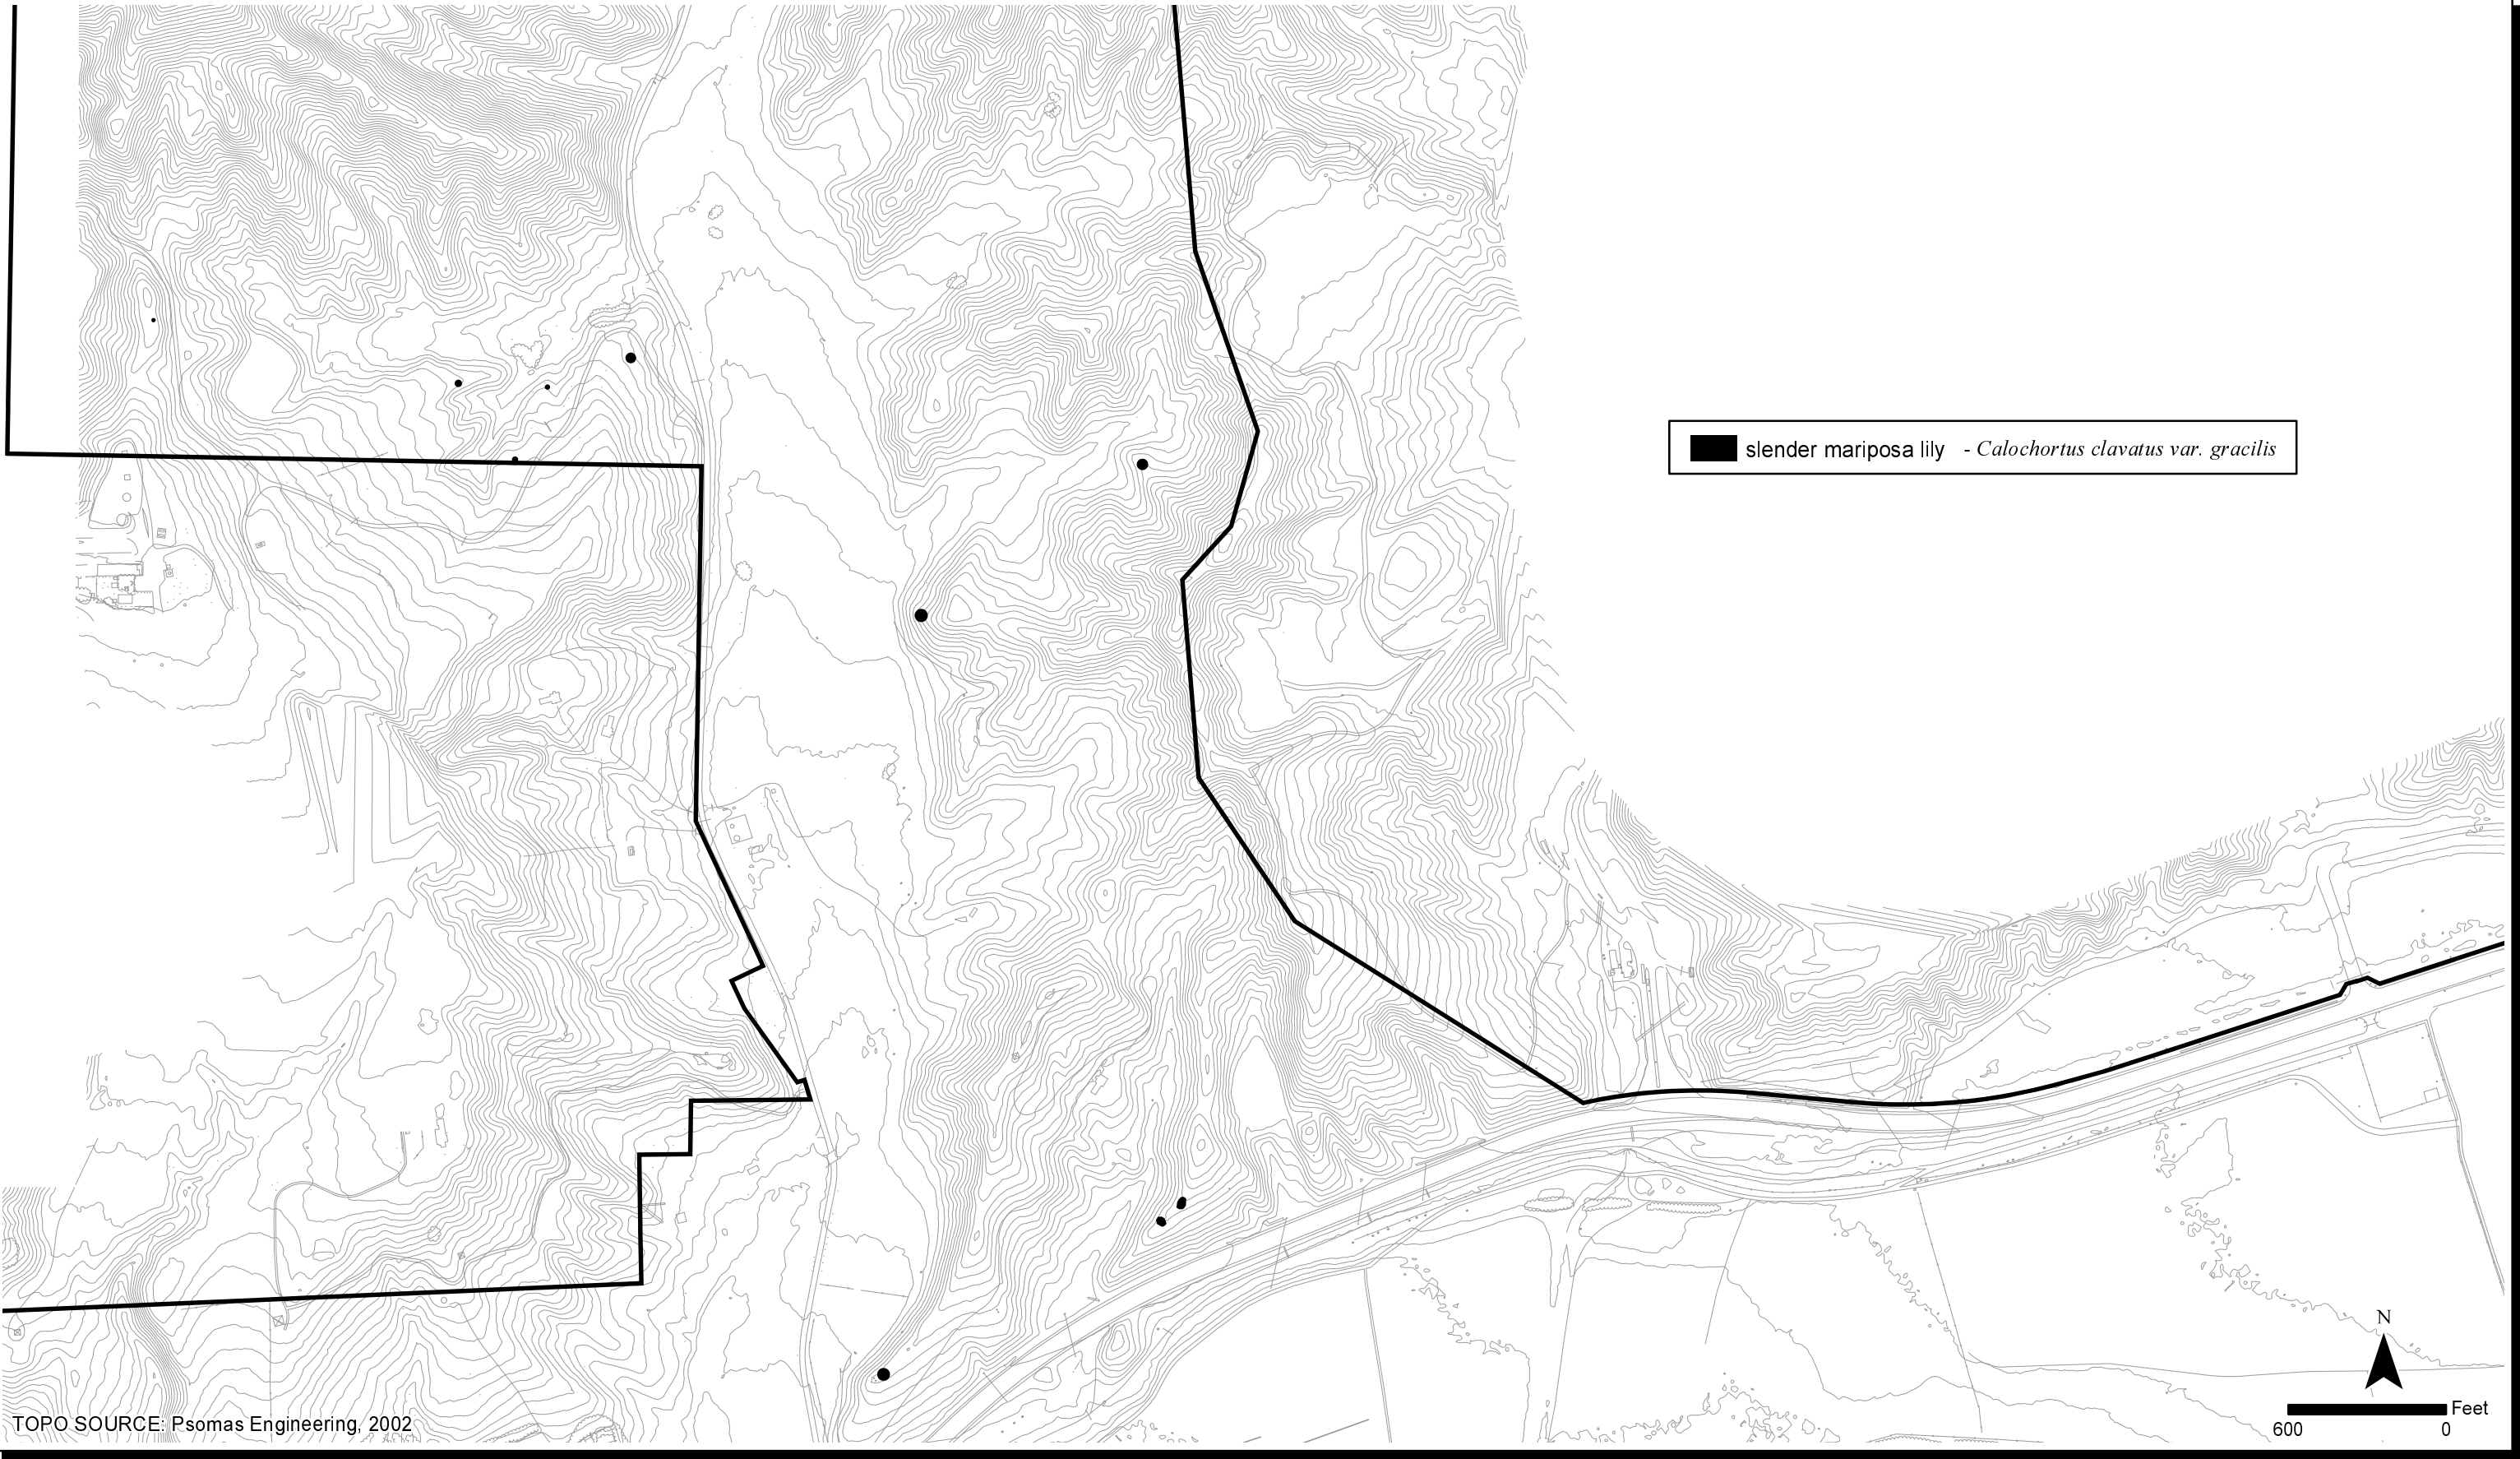 slender mariposa lily - Calochortus clavatus var. gracilis
N
Feet
600 0
TOPO SOURCE: Psomas Engineering, 2002